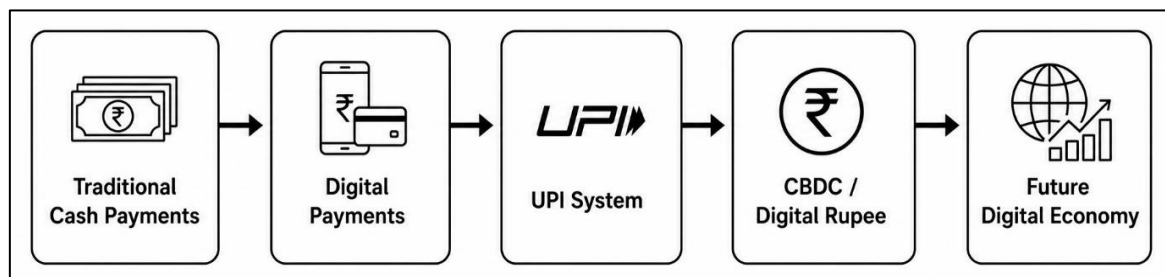 ₹
Traditional
Cash Payments
₹
Digital
Payments
UPI
UPI System
₹
CBDC /
Digital Rupee
Future
Digital Economy